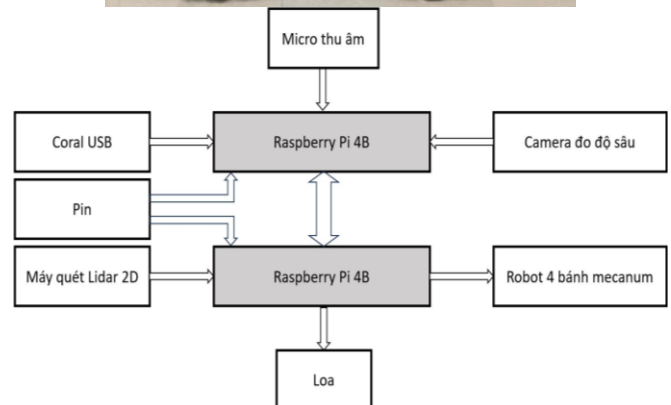 Micro thu âm
Coral USB
Raspberry Pi 4B
Camera đo độ sâu
Pin
Máy quét Lidar 2D
Raspberry Pi 4B
Robot 4 bánh mecanum
Loa